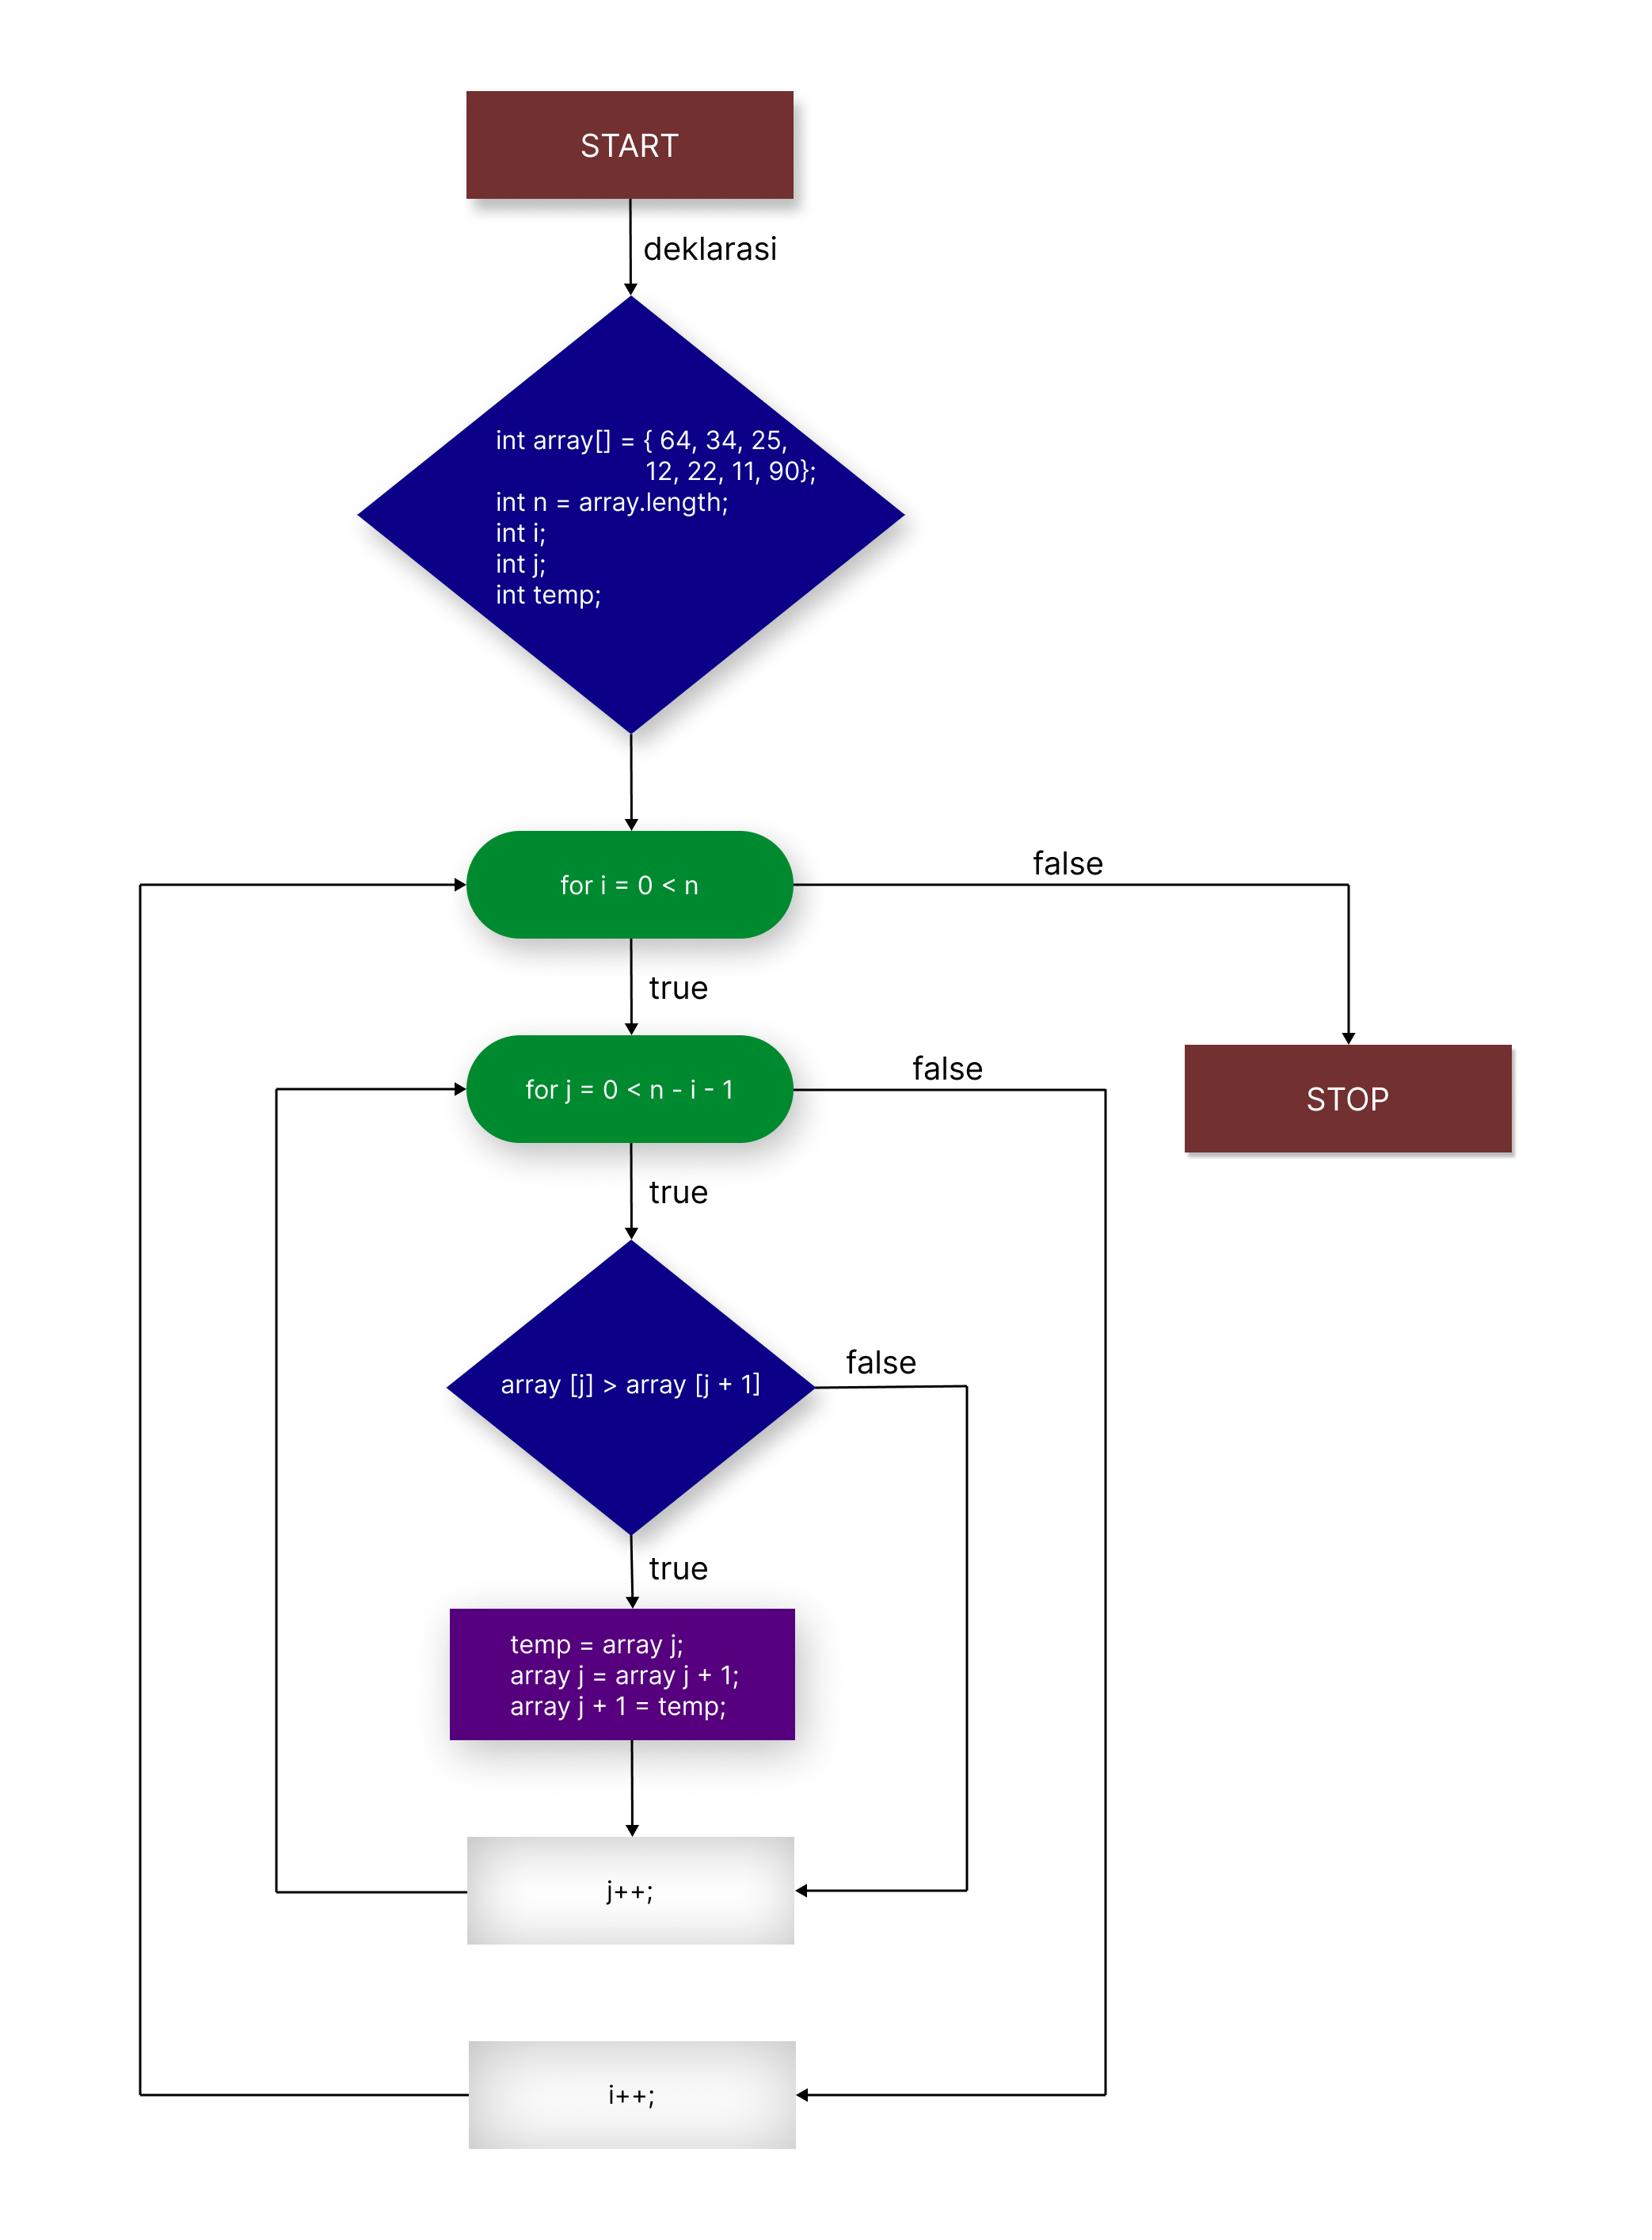 START
deklarasi
int array[] = { 64, 34, 25,
12, 22, 11, 90};
int n = array.length;
int i;
int j;
int temp;
for i = 0 < n
false
true
for j = 0 < n - i - 1
false
STOP
true
array [j] > array [j + 1]
false
true
temp = array j;
array j = array j + 1;
array j + 1 = temp;
j++;
i++;